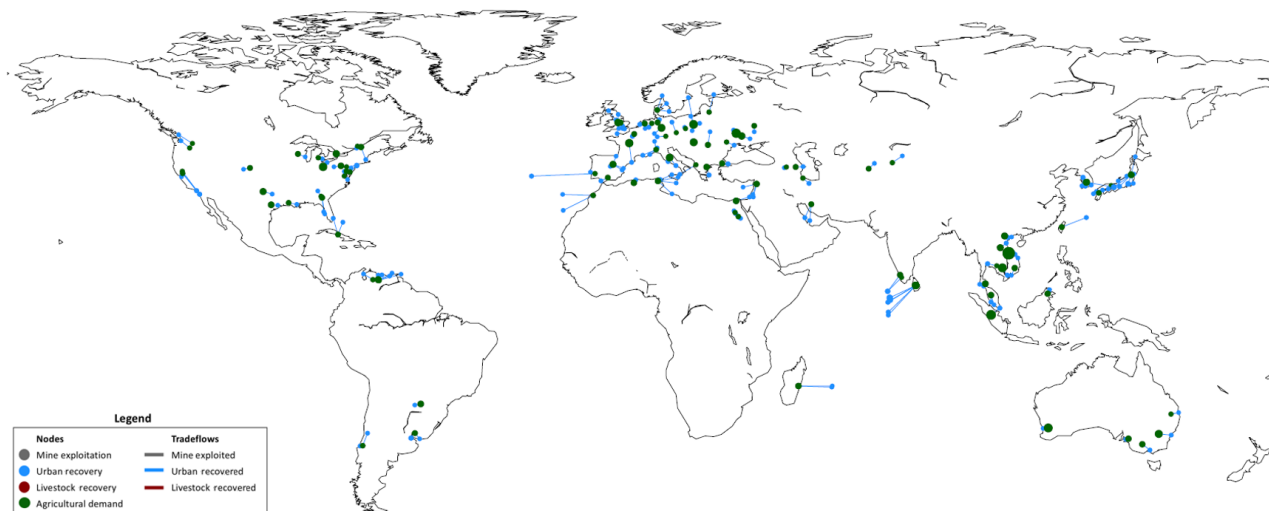 Legend
Nodes Tradeflows
Mine exploitation Mine exploited
Urban recovery Urban recovered
Livestock recovery Livestock recovered
Agricultural demand